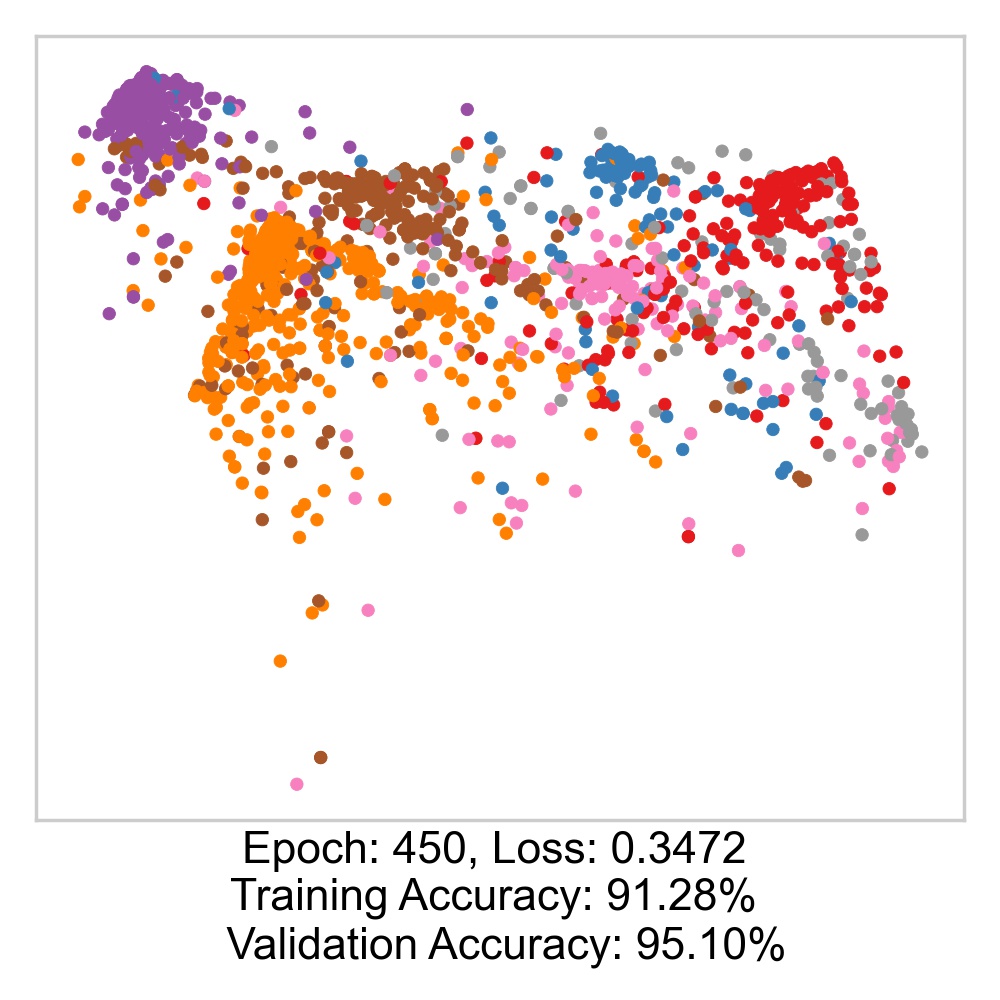 Epoch: 450, Loss: 0.3472
Training Accuracy: 91.28%
Validation Accuracy: 95.10%